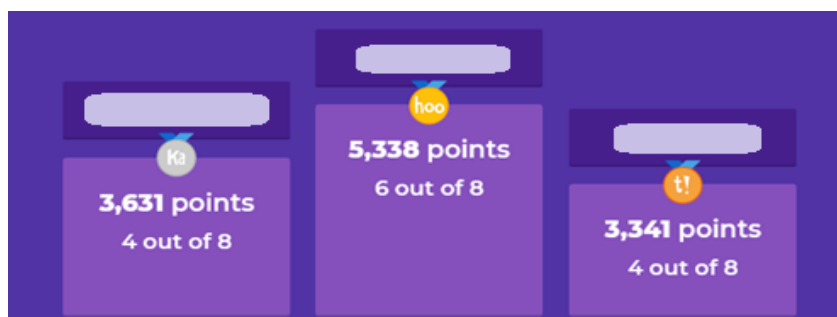 Ka
3,631 points
4 out of 8
hoo
5,338 points
6 out of 8
t!
3,341 points
4 out of 8